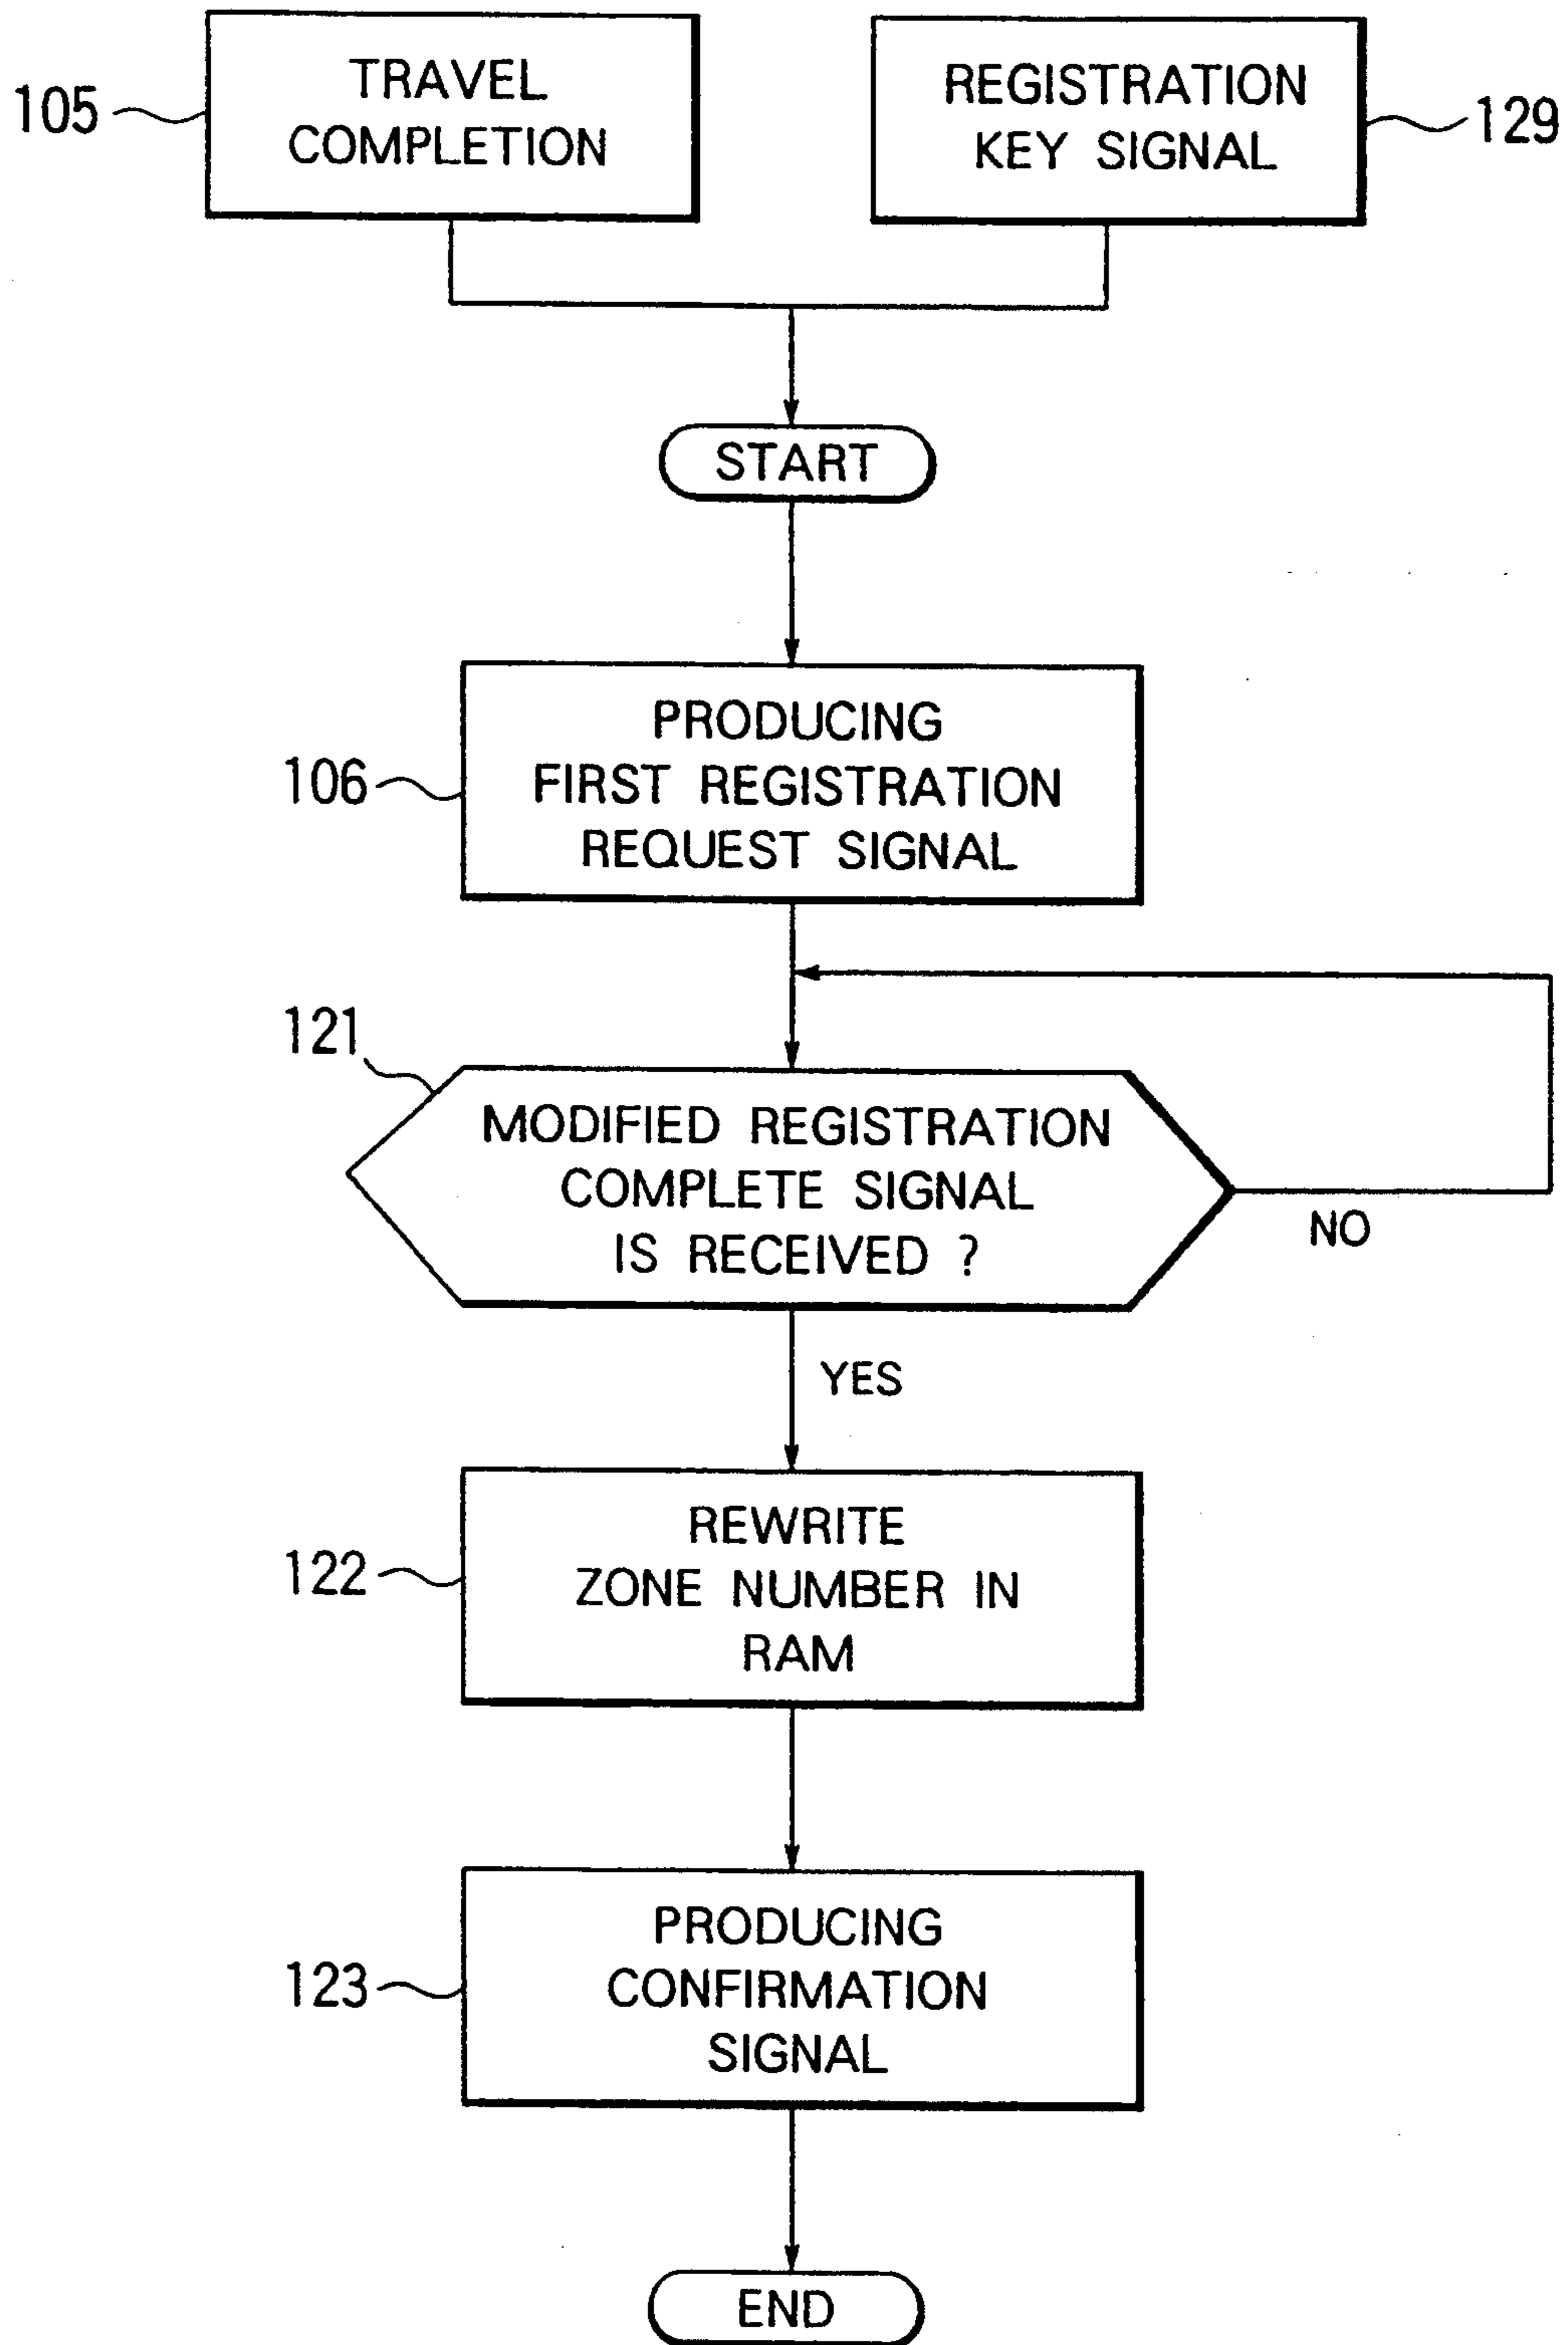 105
TRAVEL
COMPLETION
REGISTRATION
KEY SIGNAL
129
START
106
PRODUCING
FIRST REGISTRATION
REQUEST SIGNAL
121
MODIFIED REGISTRATION
COMPLETE SIGNAL
IS RECEIVED ?
NO
YES
122
REWRITE
ZONE NUMBER IN
RAM
123
PRODUCING
CONFIRMATION
SIGNAL
END